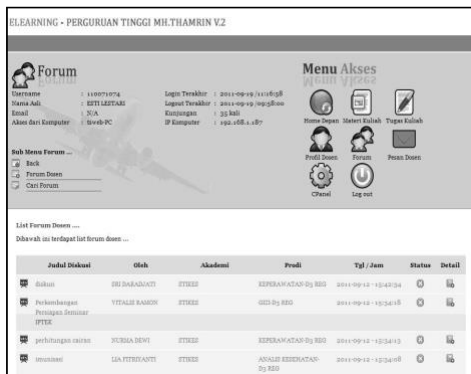 ELEARNING - PERGURUAN TINGGI MH.THAMRIN V.2
Forum
Username : 110071074
Nama Asli : ESTI LESTARI
Email : N/A
Akses dari Komputer : tiweb-PC
Login Terakhir : 2011-09-19 /11:16:38
Logout Terakhir : 2011-09-19 /09:58:00
Kunjungan : 33 kali
IP Komputer : 192.168.1.187
Menu Akses
Home Depan Materi Kuliah Tugas Kuliah
Profil Dosen Forum Pesan Dosen
CPanel Log out
Sub Menu Forum ...
Back
Forum Dosen
Cari Forum
List Forum Dosen ....
Dibawah ini terdapat list forum dosen ...
Judul Diskusi Oleh Akademi Prodi Tgl / Jam Status Detail
diskusi SRI STIKES KEPERAWATAN-D3 REG 2011-09-12 - 15:42:34
Perkembangan VITALIS RAMON STIKES GIZI-D3 REG 2011-09-12 - 15:34:18
Persiapan Seminar
IPTEK
perhitungan cairan NURMA DEWI STIKES KEPERAWATAN-D3 REG 2011-09-12 - 15:34:13
imunisasi LIA FITRIYANTI STIKES ANALIS KESEHATAN-
D3 REG 2011-09-12 - 15:34:08